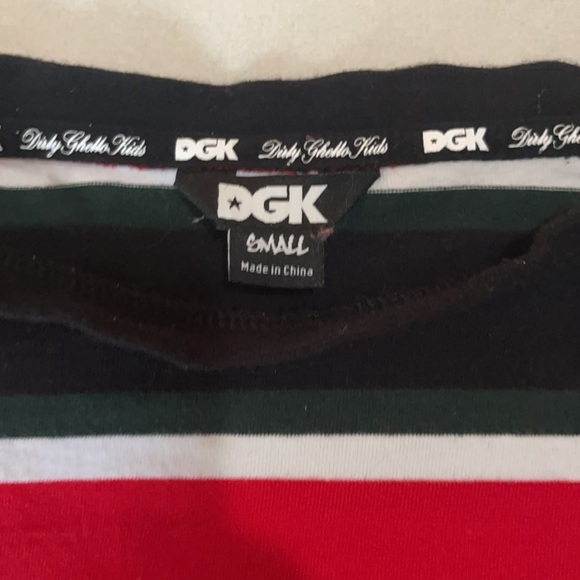 K Dirty Ghetto Kids DGK Dirty Ghetto Kids DGK Dirty Ghetto
DGK
SMALL
Made in China